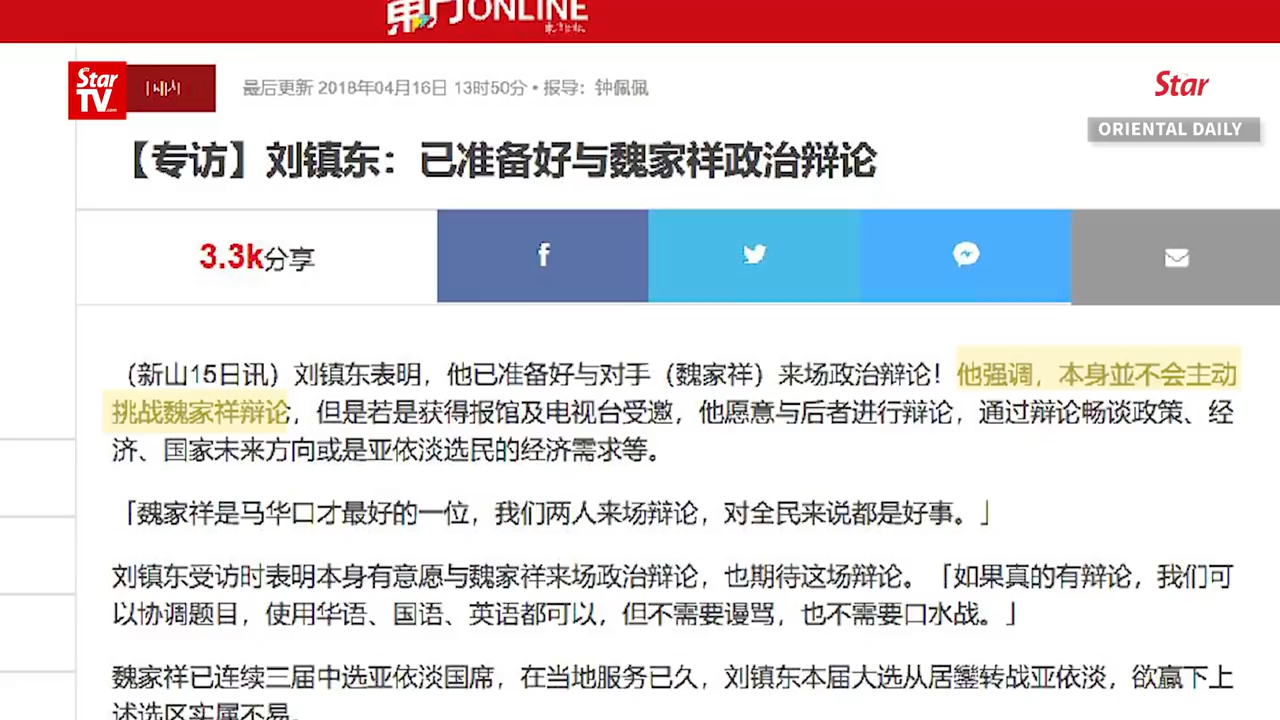 東方ONLINE
Star
TV.com
国内
最后更新 2018年04月16日 13时50分 • 报导：钟佩佩
Star
ORIENTAL DAILY
【专访】刘镇东：已准备好与魏家祥政治辩论
3.3k分享
f
（新山15日讯）刘镇东表明，他已准备好与对手（魏家祥）来场政治辩论！他强调，本身並不会主动
挑战魏家祥辩论，但是若是获得报馆及电视台受邀，他愿意与后者进行辩论，通过辩论畅谈政策、经
济、国家未来方向或是亚依淡选民的经济需求等。
「魏家祥是马华口才最好的一位，我们两人来场辩论，对全民来说都是好事。」
刘镇东受访时表明本身有意愿与魏家祥来场政治辩论，也期待这场辩论。「如果真的有辩论，我们可
以协调题目，使用华语、国语、英语都可以，但不需要谩骂，也不需要口水战。」
魏家祥已连续三届中选亚依淡国席，在当地服务已久，刘镇东本届大选从居銮转战亚依淡，欲赢下上
述选区实属不易。